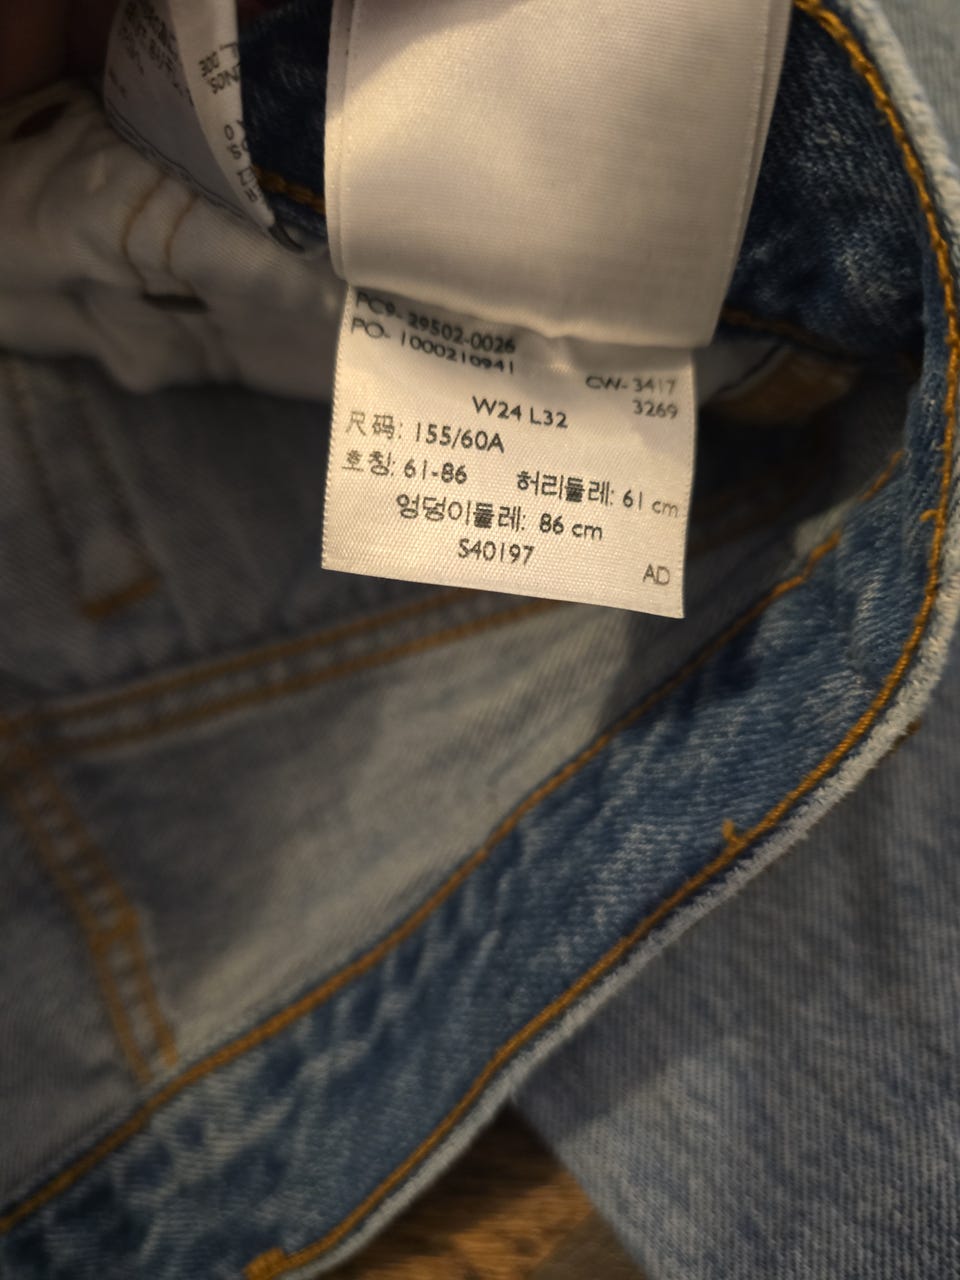 PC9- 29502-0026
PO- 1000210941
CW- 3417
3269
W24 L32
尺码: 155/60A
호칭: 61-86 허리둘레: 61 cm
엉덩이둘레: 86 cm
S40197
AD